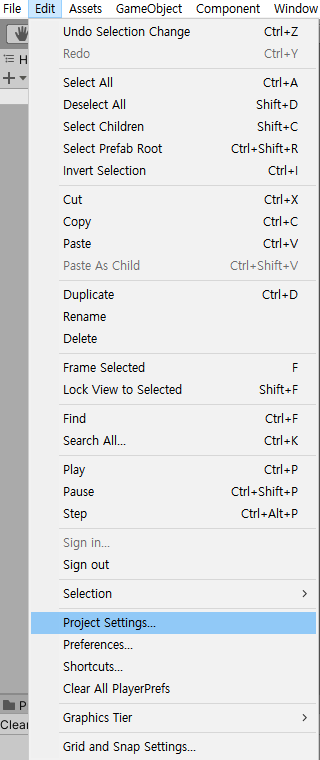 File Edit Assets GameObject Component Window
Undo Selection Change Ctrl+Z
Redo Ctrl+Y
H
Select All Ctrl+A
Deselect All Shift+D
Select Children Shift+C
Select Prefab Root Ctrl+Shift+R
Invert Selection Ctrl+I
Cut Ctrl+X
Copy Ctrl+C
Paste Ctrl+V
Paste As Child Ctrl+Shift+V
Duplicate Ctrl+D
Rename
Delete
Frame Selected F
Lock View to Selected Shift+F
Find Ctrl+F
Search All... Ctrl+K
Play Ctrl+P
Pause Ctrl+Shift+P
Step Ctrl+Alt+P
Sign in...
Sign out
Selection >
Project Settings...
Preferences...
Shortcuts...
Clear All PlayerPrefs
P
Graphics Tier >
Clear
Grid and Snap Settings...